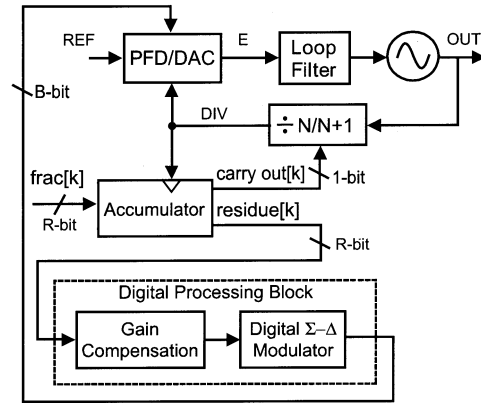 REF
PFD/DAC
E
Loop
Filter
OUT
B-bit
DIV
÷ N/N+1
frac[k]
R-bit
Accumulator
carry out[k]
1-bit
residue[k]
R-bit
Digital Processing Block
Gain
Compensation
Digital Σ–Δ
Modulator